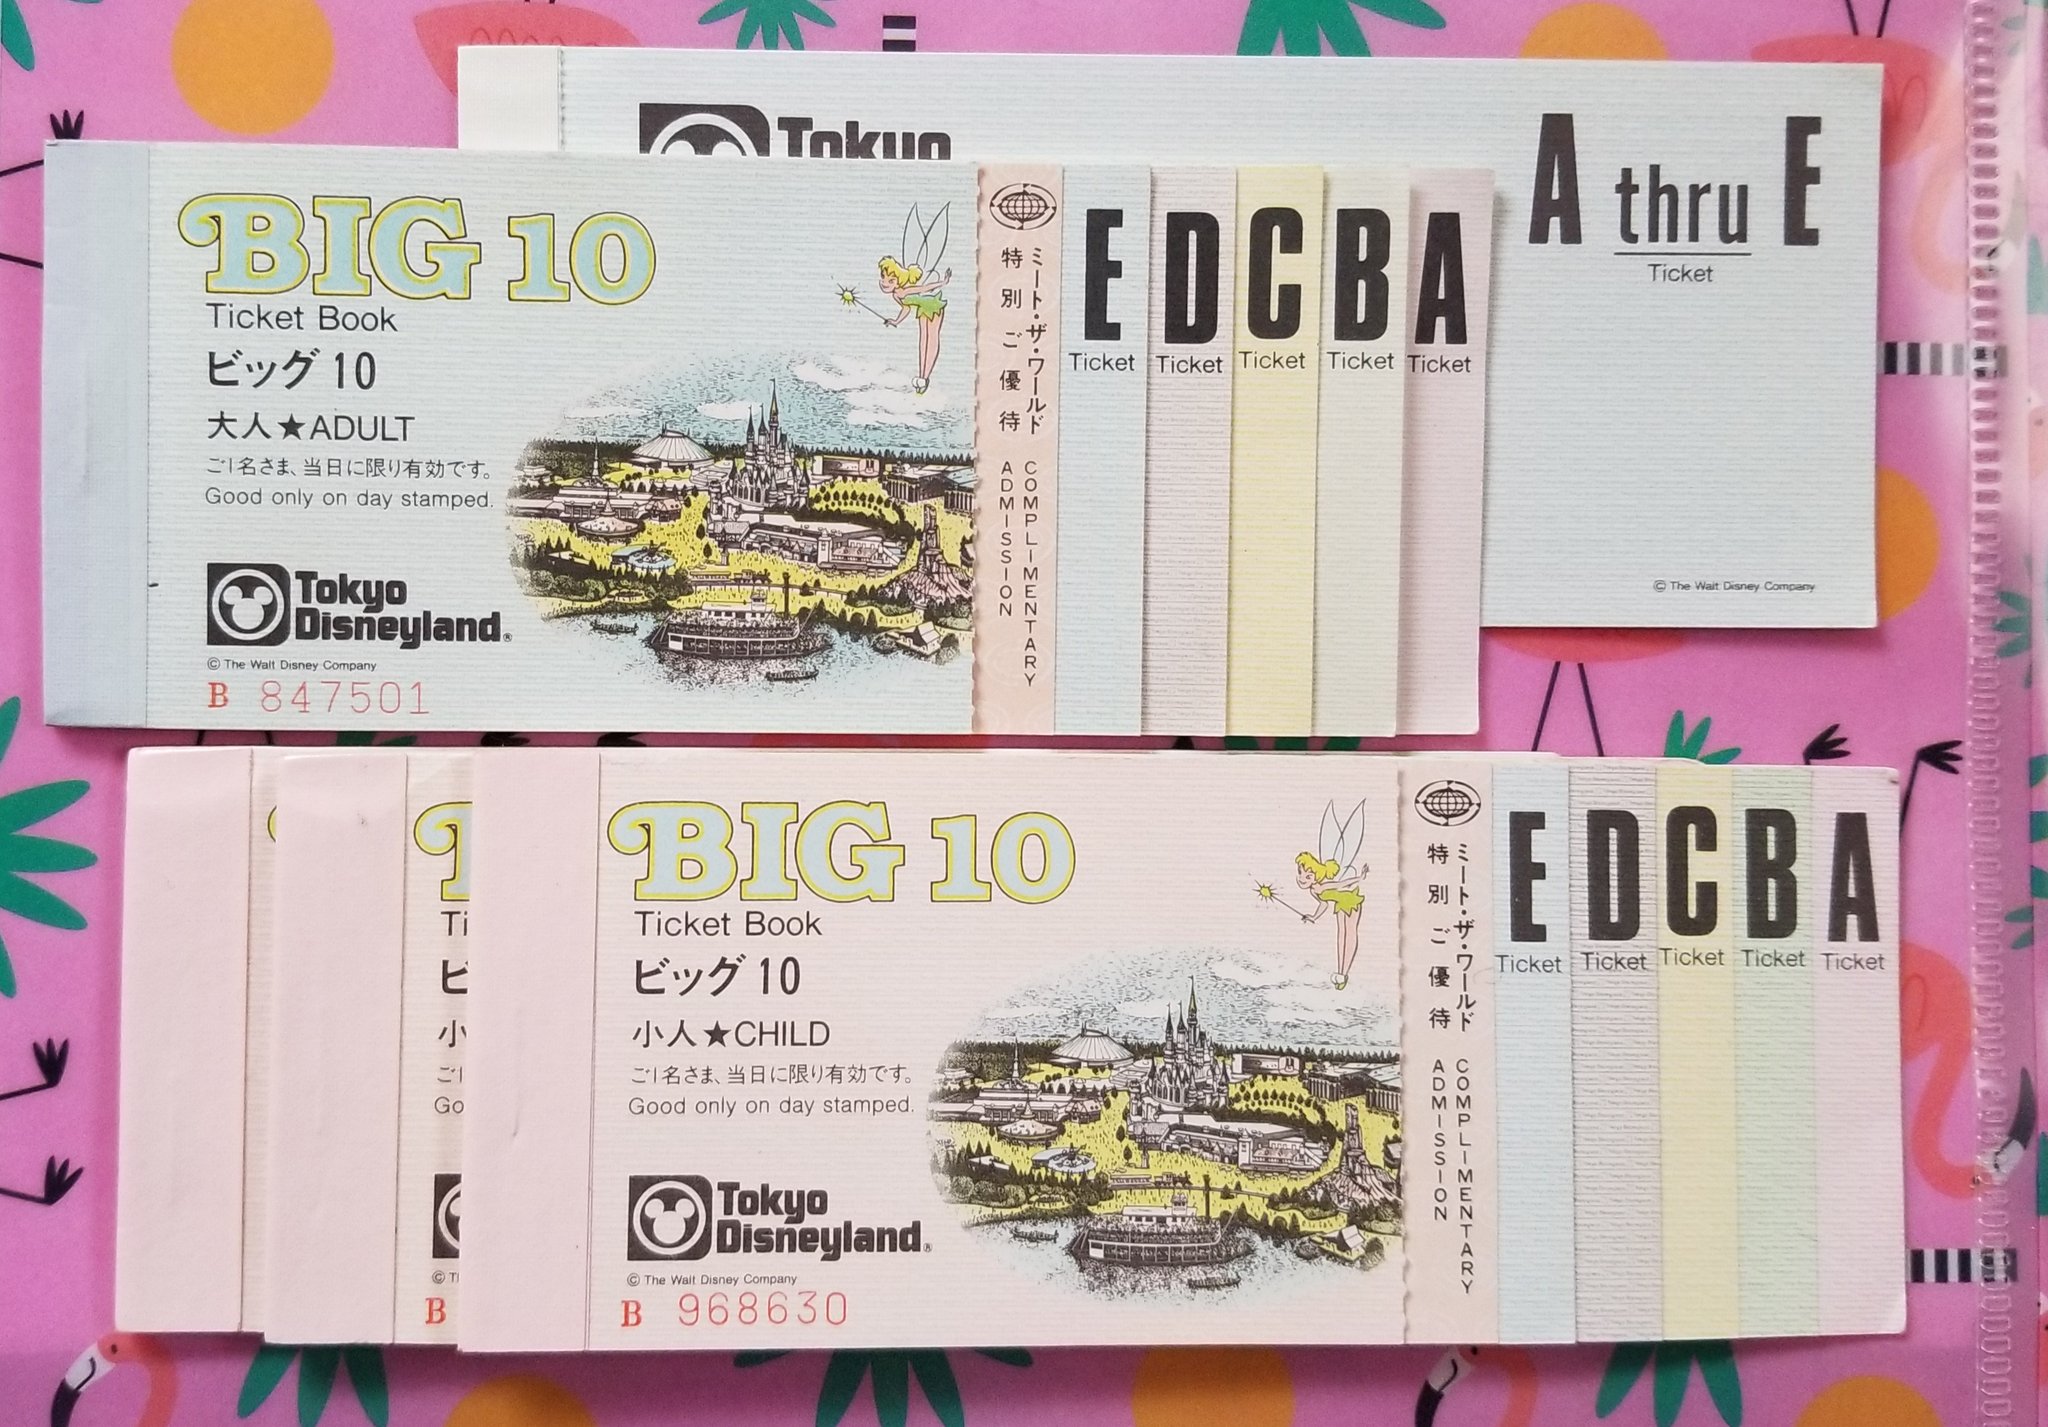 Tokyo
A thru E
Ticket
© The Walt Disney Company
BIG 10
Ticket Book
ビッグ 10
大人★ADULT
ご1名さま、当日に限り有効です。
Good only on day stamped.
Tokyo
Disneyland®
© The Walt Disney Company
B 847501
ミート・ザ・ワールド
特別ご優待
COMPLIMENTARY
ADMISSION
E
Ticket
D
Ticket
C
Ticket
B
Ticket
A
Ticket
B
B
BIG 10
Ticket Book
ビッグ 10
小人★CHILD
ご1名さま、当日に限り有効です。
Good only on day stamped.
Tokyo
Disneyland®
© The Walt Disney Company
B 968630
ミート・ザ・ワールド
特別ご優待
COMPLIMENTARY
ADMISSION
E
Ticket
D
Ticket
C
Ticket
B
Ticket
A
Ticket